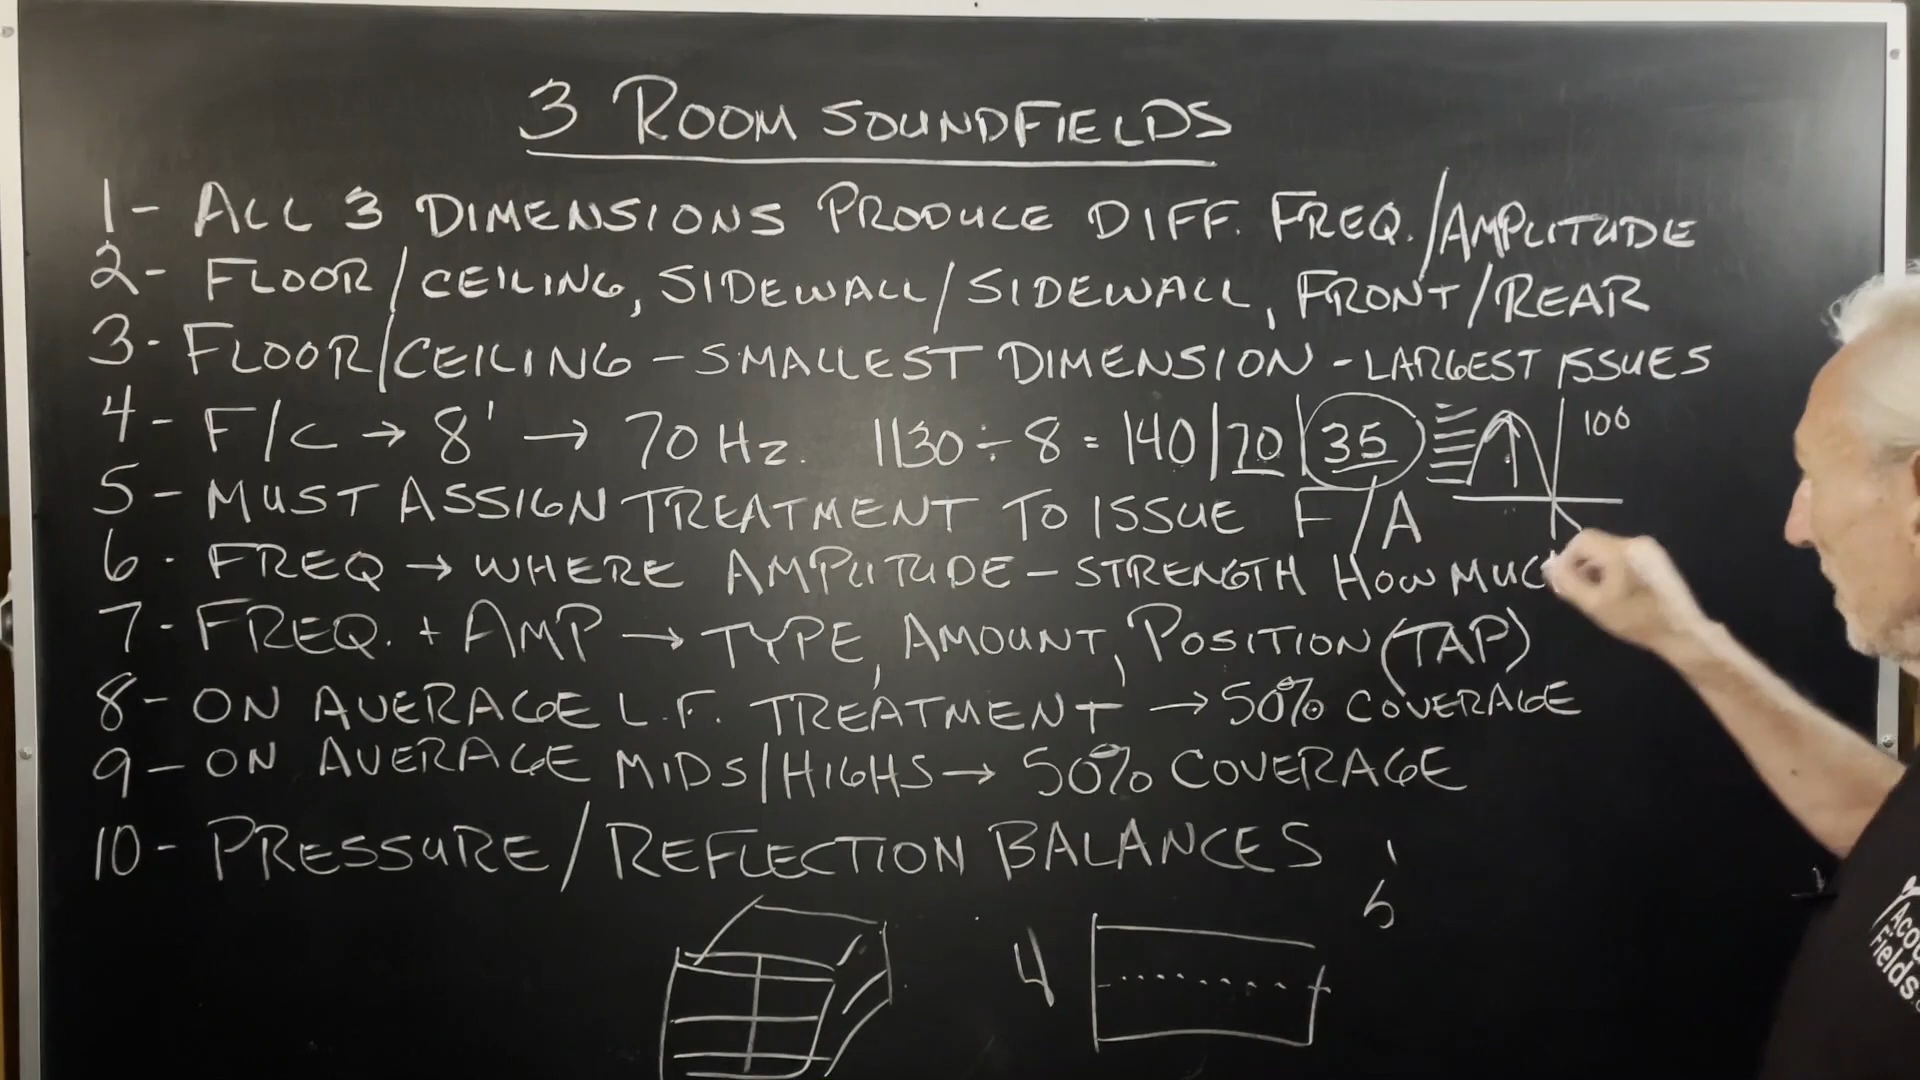 3 ROOM SOUNDFIELDS
1- ALL 3 DIMENSIONS PRODUCE DIFF. FREQ./AMPLITUDE
2- FLOOR/CEILING, SIDEWALL/SIDEWALL, FRONT/REAR
3- FLOOR/CEILING - SMALLEST DIMENSION - LARGEST ISSUES
4- F/C → 8' → 70 Hz. 1130 ÷ 8 = 140/70/35 100
5- MUST ASSIGN TREATMENT TO ISSUE F/A
6- FREQ → WHERE AMPLITUDE - STRENGTH HOW MUC
7- FREQ. + AMP → TYPE, AMOUNT, POSITION (TAP)
8- ON AVERAGE L.F. TREATMENT → 50% COVERAGE
9- ON AVERAGE MIDS/HIGHS → 50% COVERAGE
10- PRESSURE/REFLECTION BALANCES
4
Fields